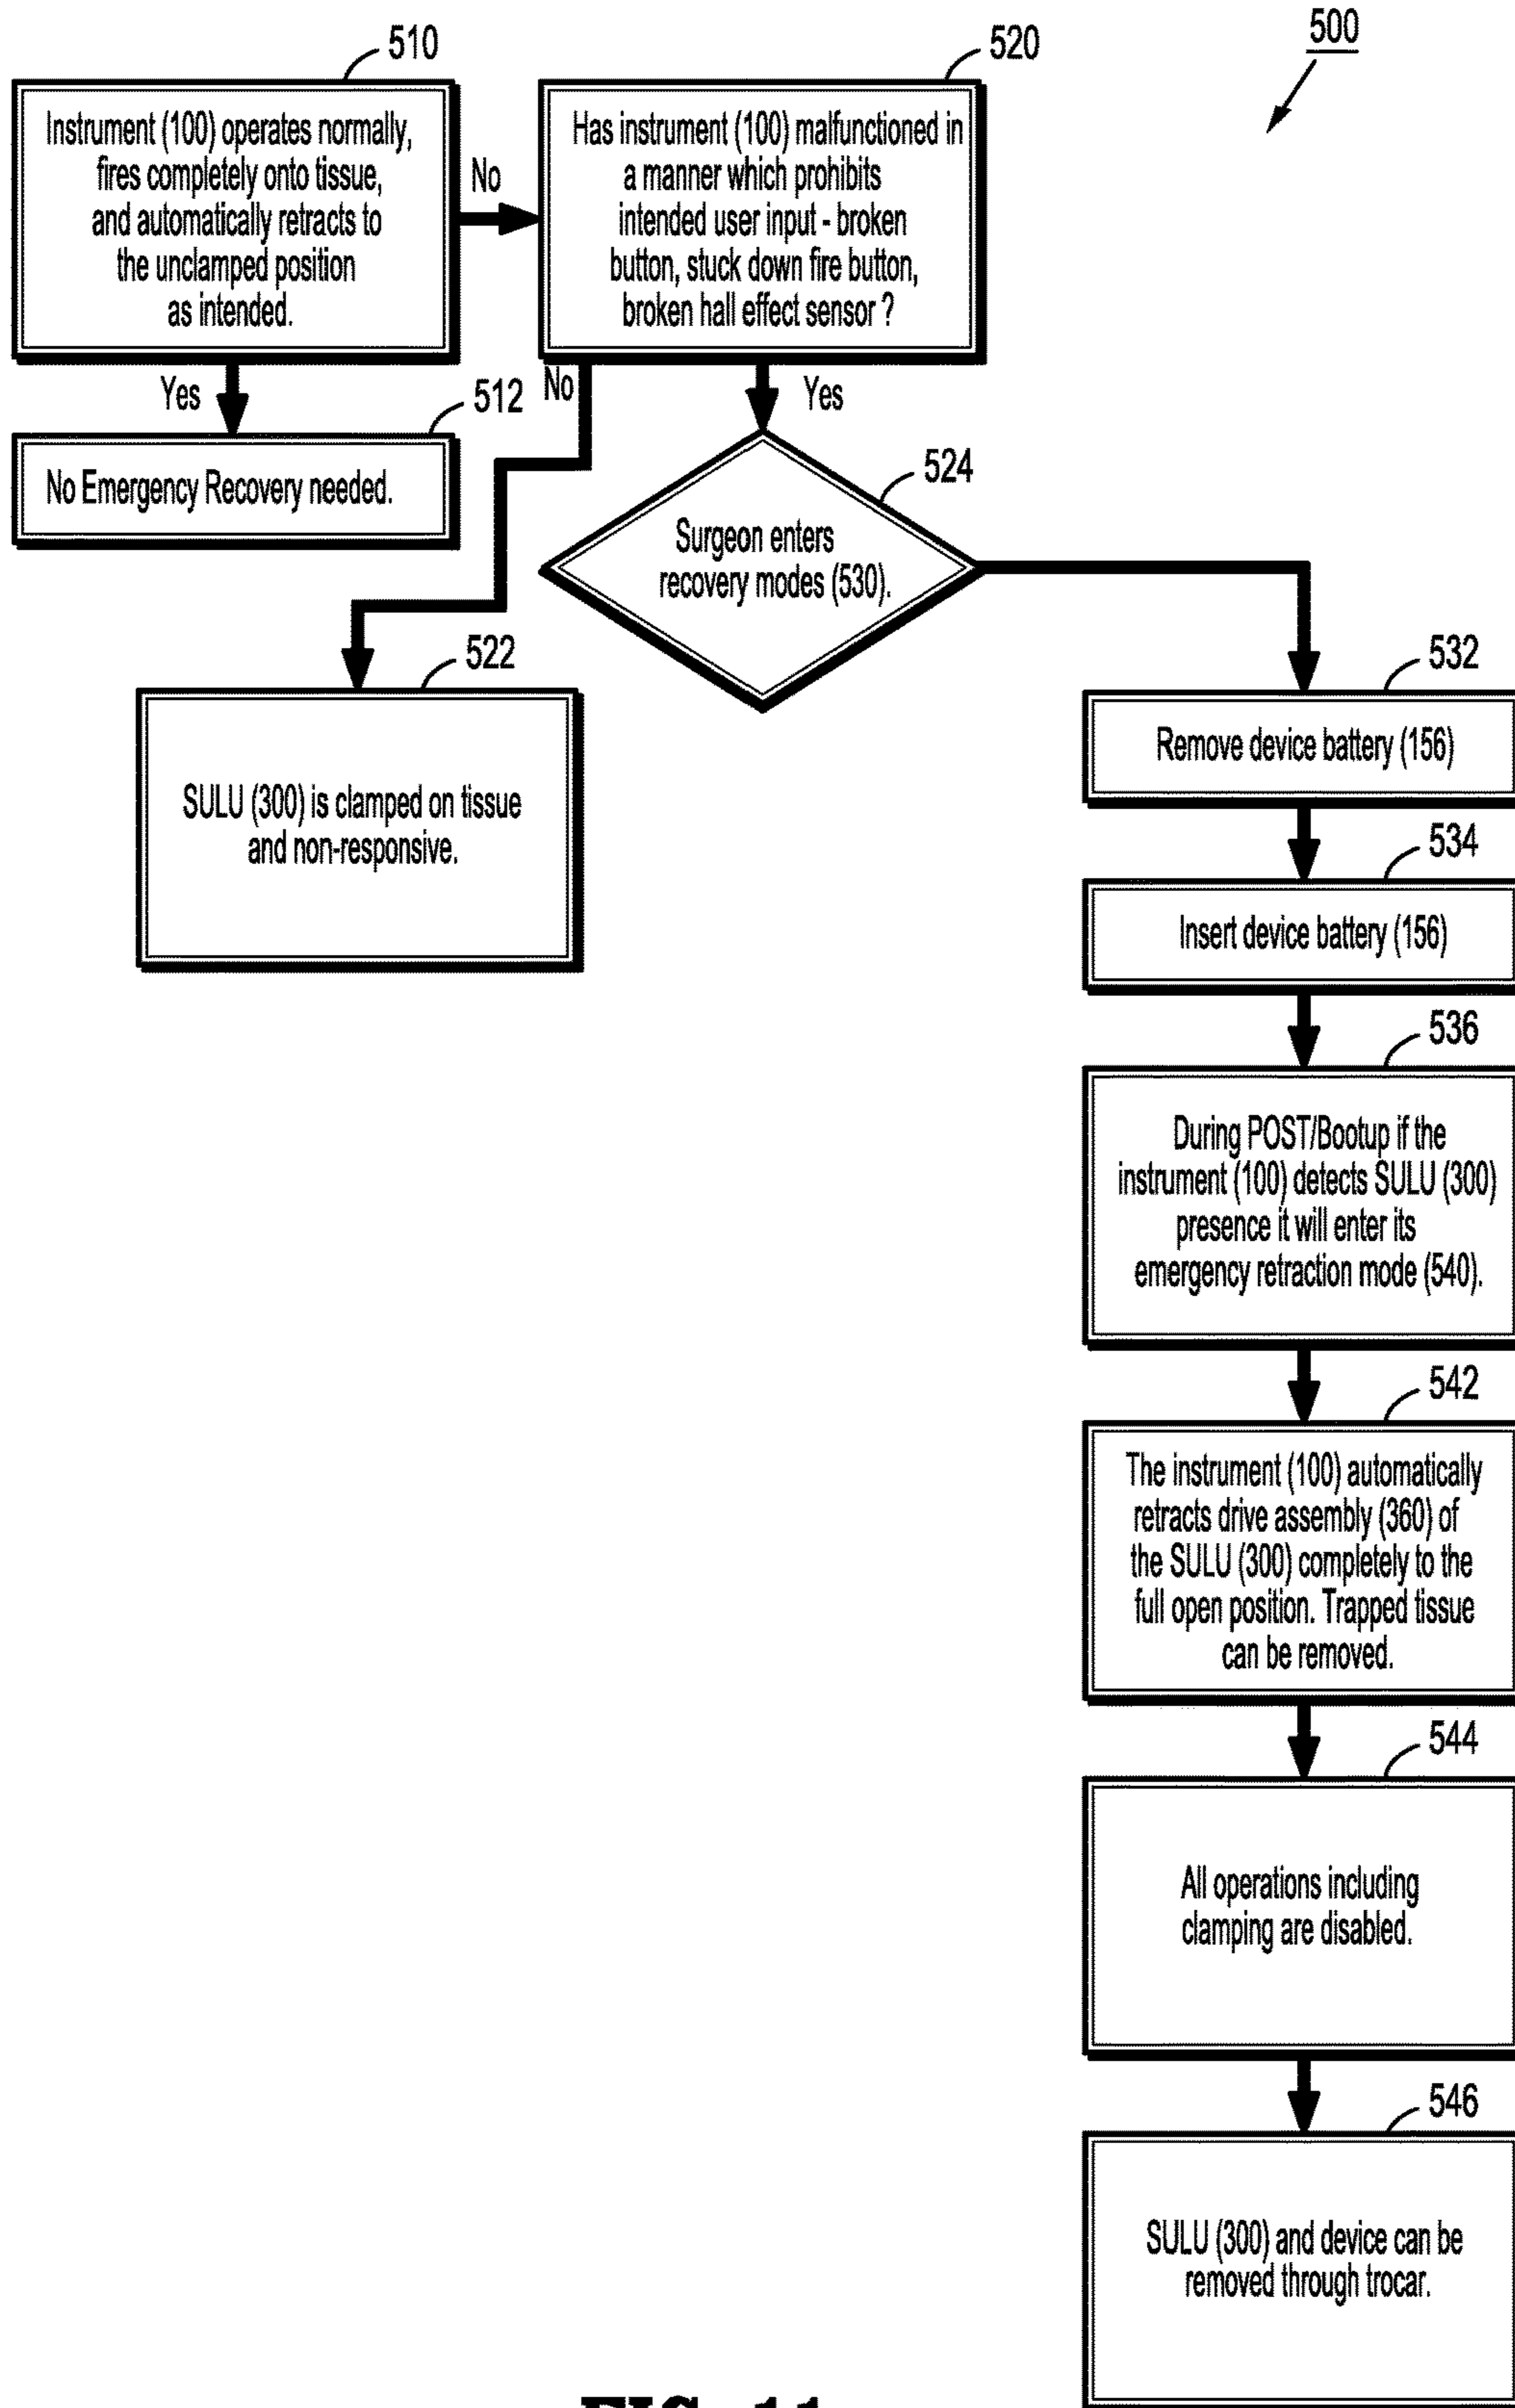 500
510
Instrument (100) operates normally,
fires completely onto tissue,
and automatically retracts to
the unclamped position
as intended.
No
520
Has instrument (100) malfunctioned in
a manner which prohibits
intended user input - broken
button, stuck down fire button,
broken hall effect sensor ?
Yes
512
No Emergency Recovery needed.
No
Yes
524
Surgeon enters
recovery modes (530).
522
SULU (300) is clamped on tissue
and non-responsive.
532
Remove device battery (156)
534
Insert device battery (156)
536
During POST/Bootup if the
instrument (100) detects SULU (300)
presence it will enter its
emergency retraction mode (540).
542
The instrument (100) automatically
retracts drive assembly (360) of
the SULU (300) completely to the
full open position. Trapped tissue
can be removed.
544
All operations including
clamping are disabled.
546
SULU (300) and device can be
removed through trocar.